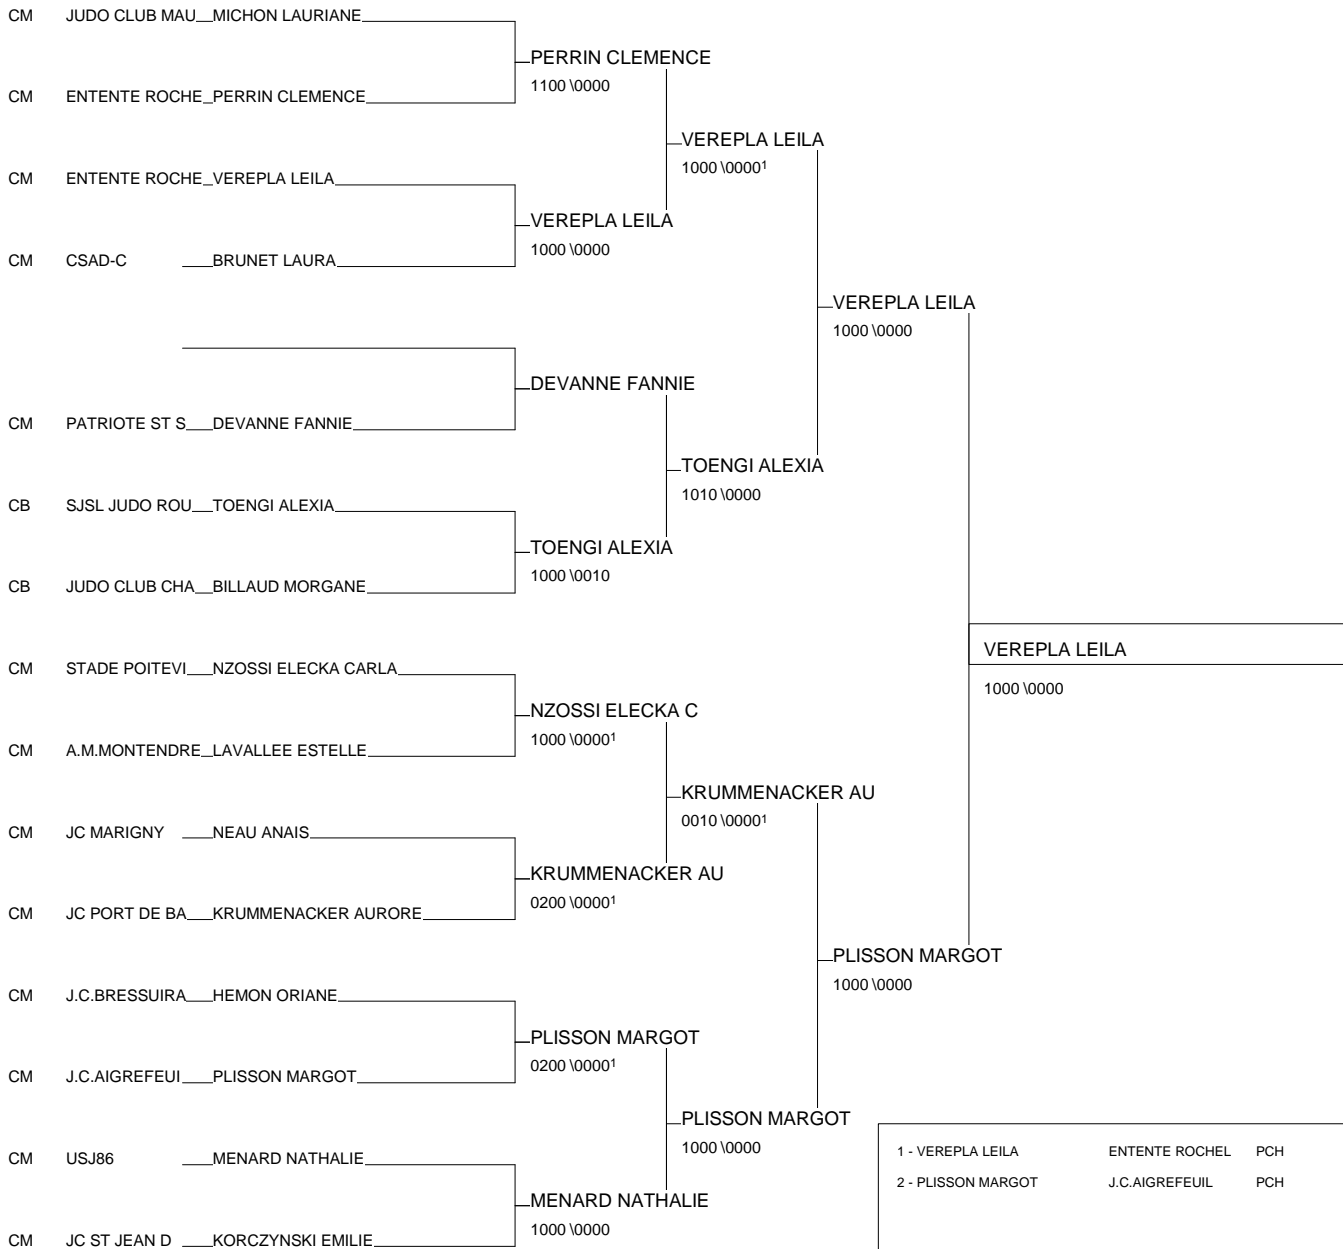 CM JUDO CLUB MAU MICHON LAURIANE
PERRIN CLEMENCE
1100 \0000
CM ENTENTE ROCHE PERRIN CLEMENCE
VEREPLA LEILA
1000 \0000¹
CM ENTENTE ROCHE VEREPLA LEILA
VEREPLA LEILA
1000 \0000
CM CSAD-C BRUNET LAURA
VEREPLA LEILA
1000 \0000
DEVANNE FANNIE
CM PATRIOTE ST S DEVANNE FANNIE
TOENGI ALEXIA
1010 \0000
CB SJSL JUDO ROU TOENGI ALEXIA
TOENGI ALEXIA
1000 \0010
CB JUDO CLUB CHA BILLAUD MORGANE
VEREPLA LEILA
1000 \0000
CM STADE POITEVI NZOSSI ELECKA CARLA
NZOSSI ELECKA C
1000 \0000¹
CM A.M.MONTENDRE LAVALLEE ESTELLE
KRUMMENACKER AU
0010 \0000¹
CM JC MARIGNY NEAU ANAIS
KRUMMENACKER AU
0200 \0000¹
CM JC PORT DE BA KRUMMENACKER AURORE
PLISSON MARGOT
1000 \0000
CM J.C.BRESSUIRA HEMON ORIANE
PLISSON MARGOT
0200 \0000¹
CM J.C.AIGREFEUI PLISSON MARGOT
PLISSON MARGOT
1000 \0000
CM USJ86 MENARD NATHALIE
MENARD NATHALIE
1000 \0000
CM JC ST JEAN D KORCZYNSKI EMILIE
1 - VEREPLA LEILA ENTENTE ROCHEL PCH
2 - PLISSON MARGOT J.C.AIGREFEUIL PCH